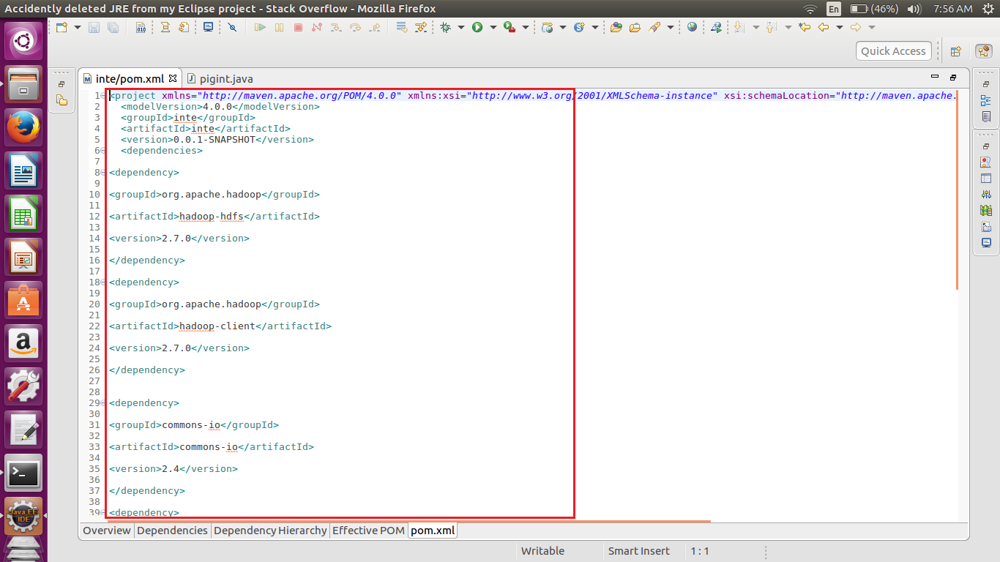 Accidently deleted JRE from my Eclipse project - Stack Overflow - Mozilla Firefox
En
(46%)
7:56 AM
010
Quick Access
inte/pom.xml
pigint.java
1 <project xmlns="http://maven.apache.org/POM/4.0.0" xmlns:xsi="http://www.w3.org/2001/XMLSchema-instance" xsi:schemaLocation="http://maven.apache.
2 <modelVersion>4.0.0</modelVersion>
3 <groupId>inte</groupId>
4 <artifactId>inte</artifactId>
5 <version>0.0.1-SNAPSHOT</version>
6 <dependencies>
7
8 <dependency>
9
10 <groupId>org.apache.hadoop</groupId>
11
12 <artifactId>hadoop-hdfs</artifactId>
13
14 <version>2.7.0</version>
15
16 </dependency>
17
18 <dependency>
19
20 <groupId>org.apache.hadoop</groupId>
21
22 <artifactId>hadoop-client</artifactId>
23
24 <version>2.7.0</version>
25
26 </dependency>
27
28
29 <dependency>
30
31 <groupId>commons-io</groupId>
32
33 <artifactId>commons-io</artifactId>
34
35 <version>2.4</version>
36
37 </dependency>
38
39 <dependency>
Java EE
IDE
Overview
Dependencies
Dependency Hierarchy
Effective POM
pom.xml
Writable
Smart Insert
1 : 1